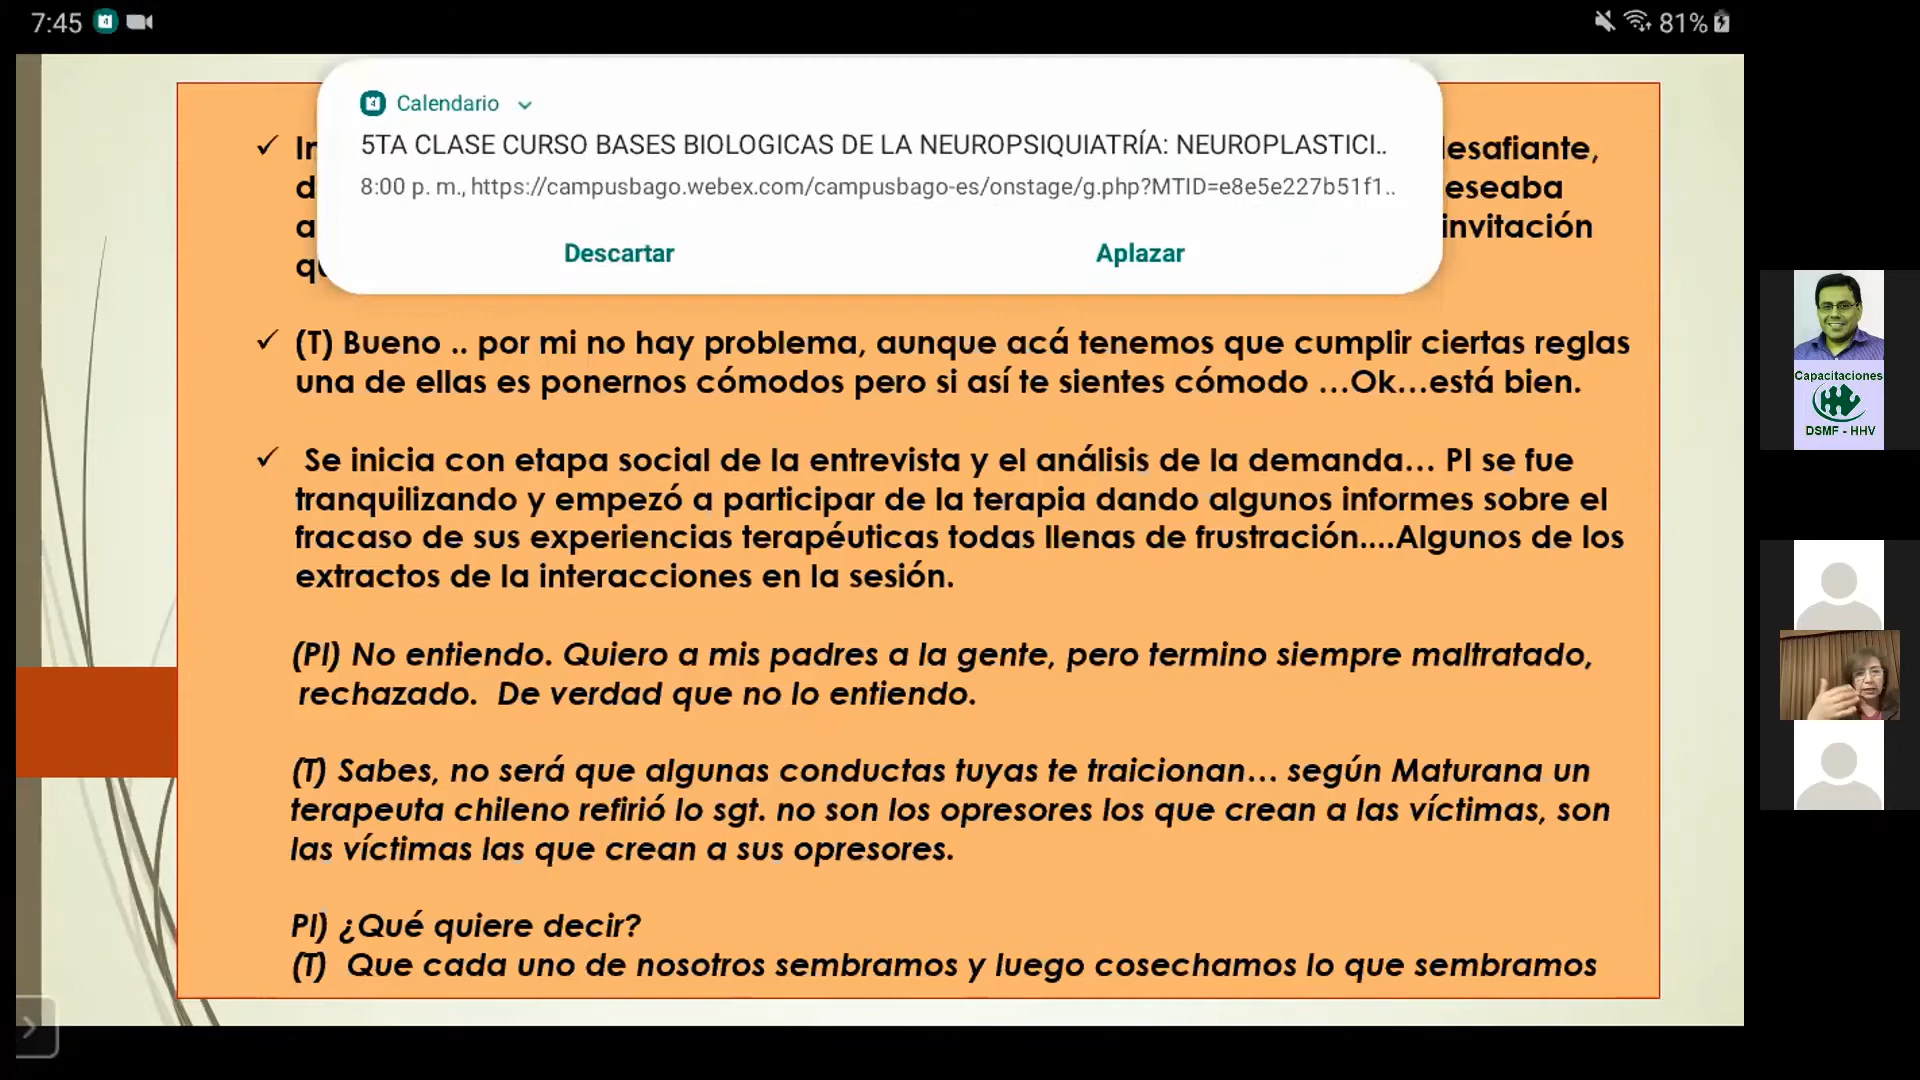 7:45
81%
Calendario
5TA CLASE CURSO BASES BIOLOGICAS DE LA NEUROPSIQUIATRÍA: NEUROPLASTICI..
8:00 p. m., https://campusbago.webex.com/campusbago-es/onstage/g.php?MTID=e8e5e227b51f1..
Descartar
Aplazar
eseaba
invitación
(T) Bueno .. por mi no hay problema, aunque acá tenemos que cumplir ciertas reglas
una de ellas es ponernos cómodos pero si así te sientes cómodo ...Ok...está bien.
Se inicia con etapa social de la entrevista y el análisis de la demanda... PI se fue
tranquilizando y empezó a participar de la terapia dando algunos informes sobre el
fracaso de sus experiencias terapéuticas todas llenas de frustración....Algunos de los
extractos de la interacciones en la sesión.
(PI) No entiendo. Quiero a mis padres a la gente, pero termino siempre maltratado,
rechazado. De verdad que no lo entiendo.
(T) Sabes, no será que algunas conductas tuyas te traicionan... según Maturana un
terapeuta chileno refirió lo sgt. no son los opresores los que crean a las víctimas, son
las víctimas las que crean a sus opresores.
PI) ¿Qué quiere decir?
(T) Que cada uno de nosotros sembramos y luego cosechamos lo que sembramos
Capacitaciones
DSMF - HHV